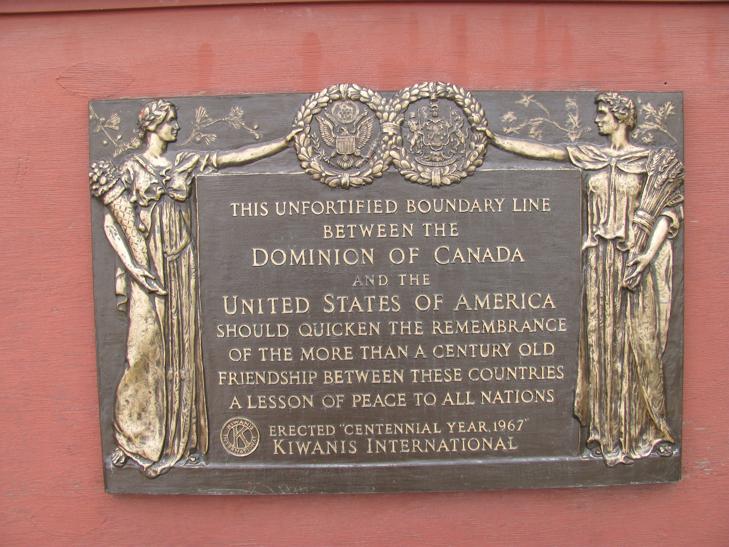 THIS UNFORTIFIED BOUNDARY LINE
BETWEEN THE
DOMINION OF CANADA
AND THE
UNITED STATES OF AMERICA
SHOULD QUICKEN THE REMEMBRANCE
OF THE MORE THAN A CENTURY OLD
FRIENDSHIP BETWEEN THESE COUNTRIES
A LESSON OF PEACE TO ALL NATIONS
ERECTED "CENTENNIAL YEAR, 1967"
KIWANIS INTERNATIONAL
KIWANIS
K